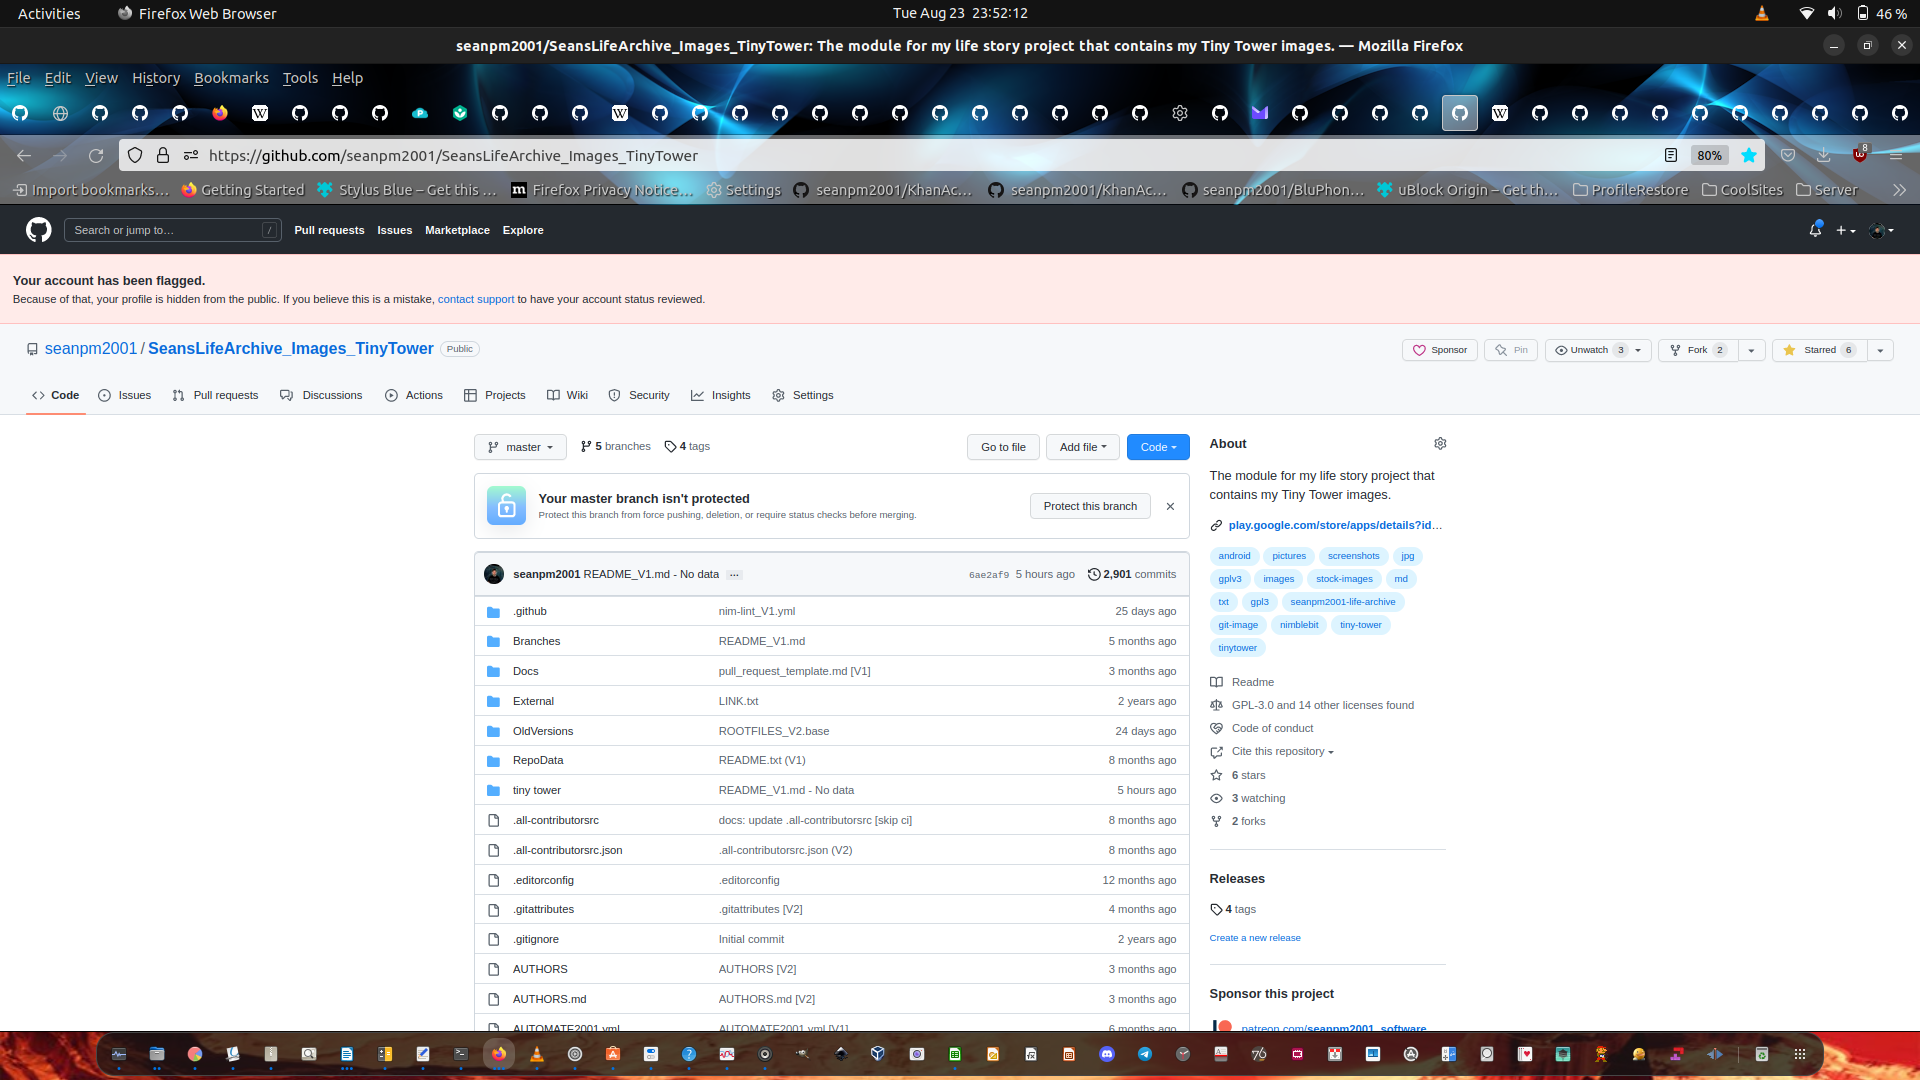 Activities
Firefox Web Browser
Tue Aug 23 23:52:12
46 %
seanpm2001/SeansLifeArchive_Images_TinyTower: The module for my life story project that contains my Tiny Tower images. — Mozilla Firefox
File Edit View History Bookmarks Tools Help
https://github.com/seanpm2001/SeansLifeArchive_Images_TinyTower
80%
8
Import bookmarks…
Getting Started
Stylus Blue – Get this …
Firefox Privacy Notice…
Settings
seanpm2001/KhanAc…
seanpm2001/KhanAc…
seanpm2001/BluPhon…
uBlock Origin – Get th…
ProfileRestore
CoolSites
Server
Search or jump to…
/
Pull requests
Issues
Marketplace
Explore
Your account has been flagged.
Because of that, your profile is hidden from the public. If you believe this is a mistake, contact support to have your account status reviewed.
seanpm2001 / SeansLifeArchive_Images_TinyTower
Public
Sponsor
Pin
Unwatch 3
Fork 2
Starred 6
Code
Issues
Pull requests
Discussions
Actions
Projects
Wiki
Security
Insights
Settings
master
5 branches
4 tags
Go to file
Add file
Code
Your master branch isn't protected
Protect this branch from force pushing, deletion, or require status checks before merging.
Protect this branch
seanpm2001 README_V1.md - No data
6ae2af9 5 hours ago
2,901 commits
.github nim-lint_V1.yml 25 days ago
Branches README_V1.md 5 months ago
Docs pull_request_template.md [V1] 3 months ago
External LINK.txt 2 years ago
OldVersions ROOTFILES_V2.base 24 days ago
RepoData README.txt (V1) 8 months ago
tiny tower README_V1.md - No data 5 hours ago
.all-contributorsrc docs: update .all-contributorsrc [skip ci] 8 months ago
.all-contributorsrc.json .all-contributorsrc.json (V2) 8 months ago
.editorconfig .editorconfig 12 months ago
.gitattributes .gitattributes [V2] 4 months ago
.gitignore Initial commit 2 years ago
AUTHORS AUTHORS [V2] 3 months ago
AUTHORS.md AUTHORS.md [V2] 3 months ago
AUTOMATE2001.yml AUTOMATE2001.yml [V1] 6 months ago
About
The module for my life story project that
contains my Tiny Tower images.
play.google.com/store/apps/details?id…
android pictures screenshots jpg
gplv3 images stock-images md
txt gpl3 seanpm2001-life-archive
git-image nimblebit tiny-tower
tinytower
Readme
GPL-3.0 and 14 other licenses found
Code of conduct
Cite this repository
6 stars
3 watching
2 forks
Releases
4 tags
Create a new release
Sponsor this project
patreon.com/seanpm2001_software